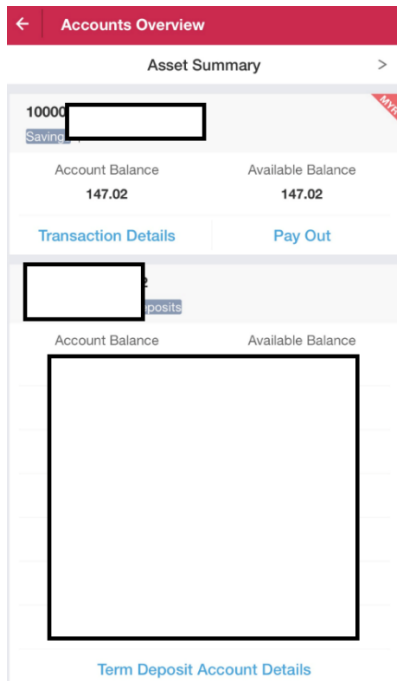 Accounts Overview
Asset Summary >
10000
MYR
Saving
Account Balance Available Balance
147.02 147.02
Transaction Details Pay Out
2
eposits
Account Balance Available Balance
Term Deposit Account Details